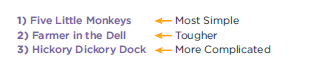 1) Five Little Monkeys ← Most Simple
2) Farmer in the Dell ← Tougher
3) Hickory Dickory Dock ← More Complicated